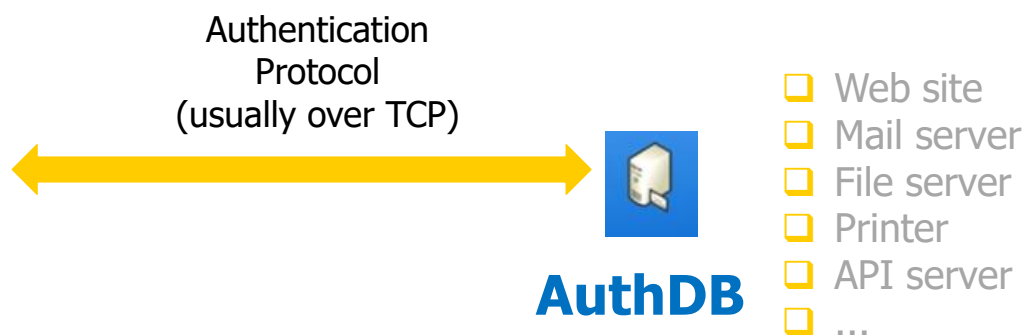 Authentication
Protocol
(usually over TCP)
Web site
Mail server
File server
Printer
API server
...
AuthDB